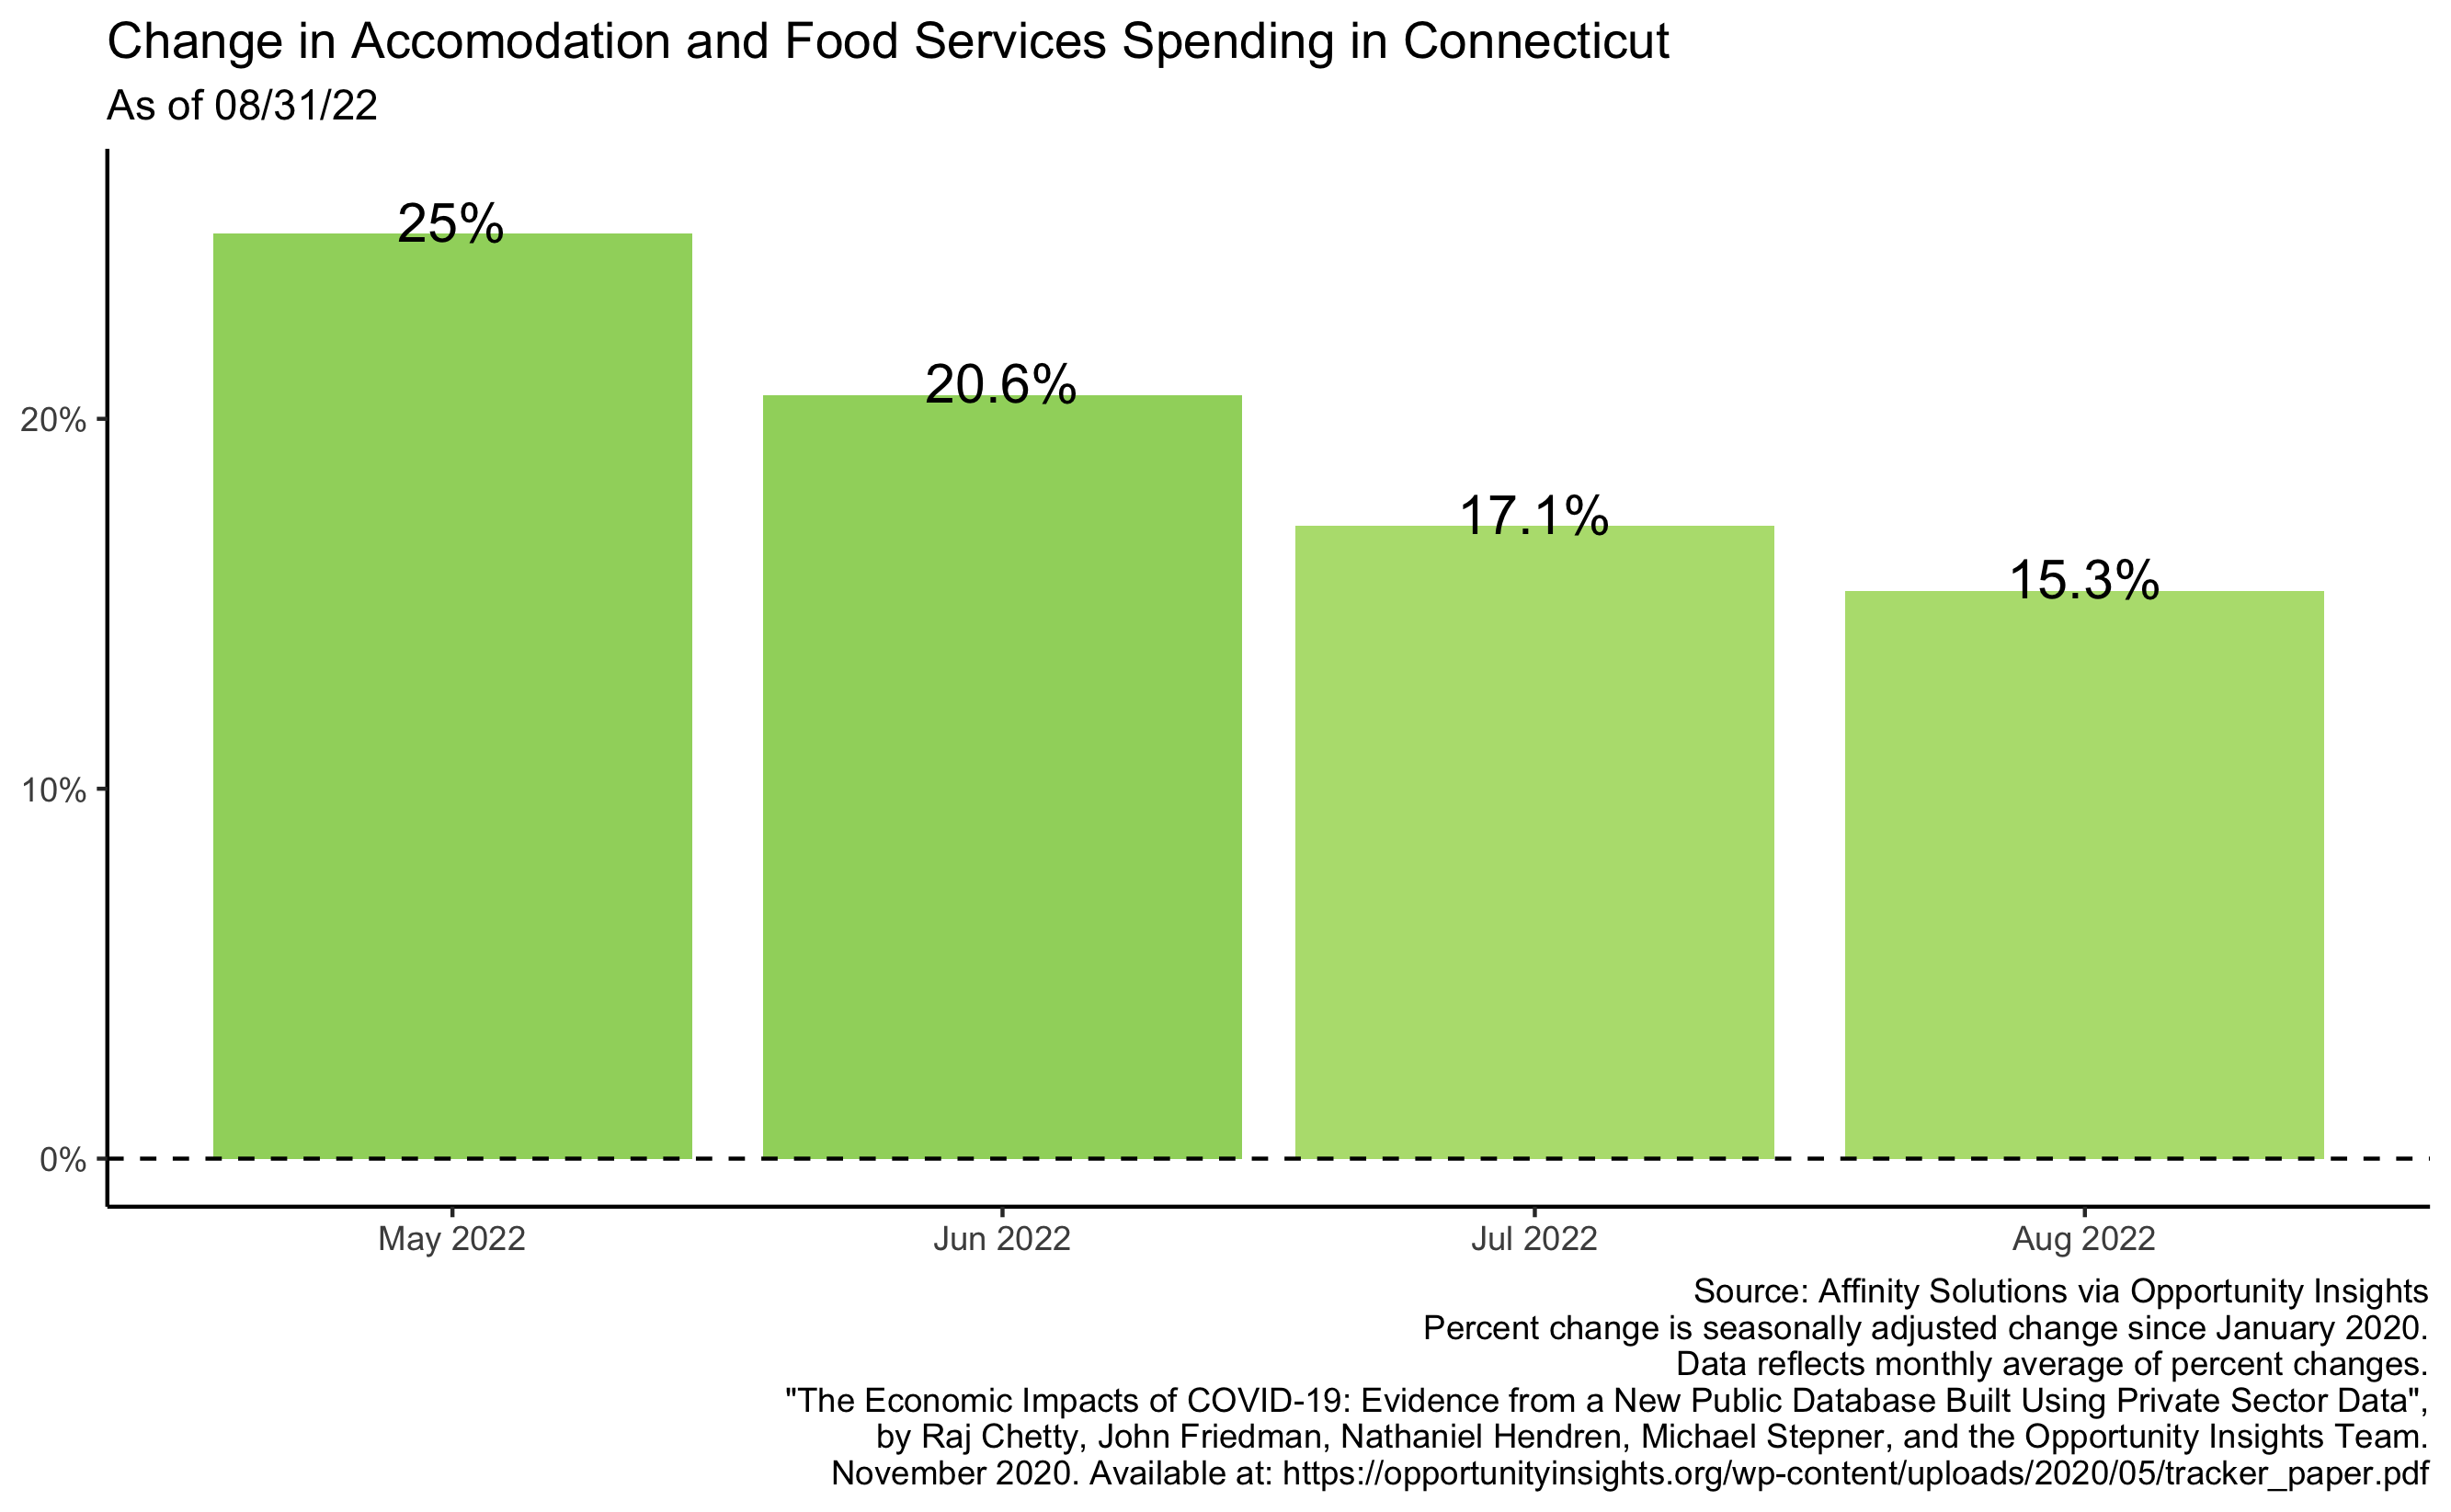 Change in Accomodation and Food Services Spending in Connecticut
As of 08/31/22
25%
20.6%
17.1%
15.3%
20%
10%
0%
May 2022
Jun 2022
Jul 2022
Aug 2022
Source: Affinity Solutions via Opportunity Insights
Percent change is seasonally adjusted change since January 2020.
Data reflects monthly average of percent changes.
"The Economic Impacts of COVID-19: Evidence from a New Public Database Built Using Private Sector Data",
by Raj Chetty, John Friedman, Nathaniel Hendren, Michael Stepner, and the Opportunity Insights Team.
November 2020. Available at: https://opportunityinsights.org/wp-content/uploads/2020/05/tracker_paper.pdf